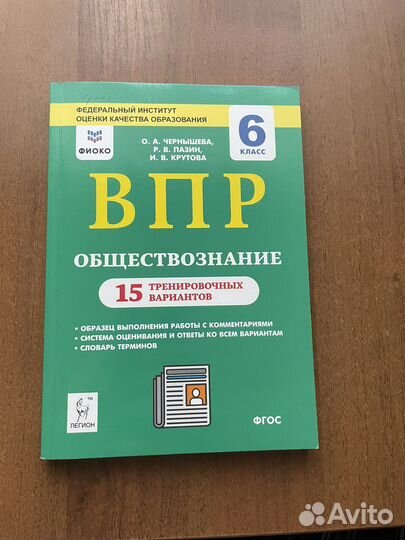 ФЕДЕРАЛЬНЫЙ ИНСТИТУТ
ОЦЕНКИ КАЧЕСТВА ОБРАЗОВАНИЯ
ФИОКО
О. А. ЧЕРНЫШЕВА,
Р. В. ПАЗИН,
И. В. КРУТОВА
6
КЛАСС
ВПР
ОБЩЕСТВОЗНАНИЕ
15 ТРЕНИРОВОЧНЫХ
ВАРИАНТОВ
• ОБРАЗЕЦ ВЫПОЛНЕНИЯ РАБОТЫ С КОММЕНТАРИЯМИ
• СИСТЕМА ОЦЕНИВАНИЯ И ОТВЕТЫ КО ВСЕМ ВАРИАНТАМ
• СЛОВАРЬ ТЕРМИНОВ
ЛЕГИОН
TM
ФГОС
Avito